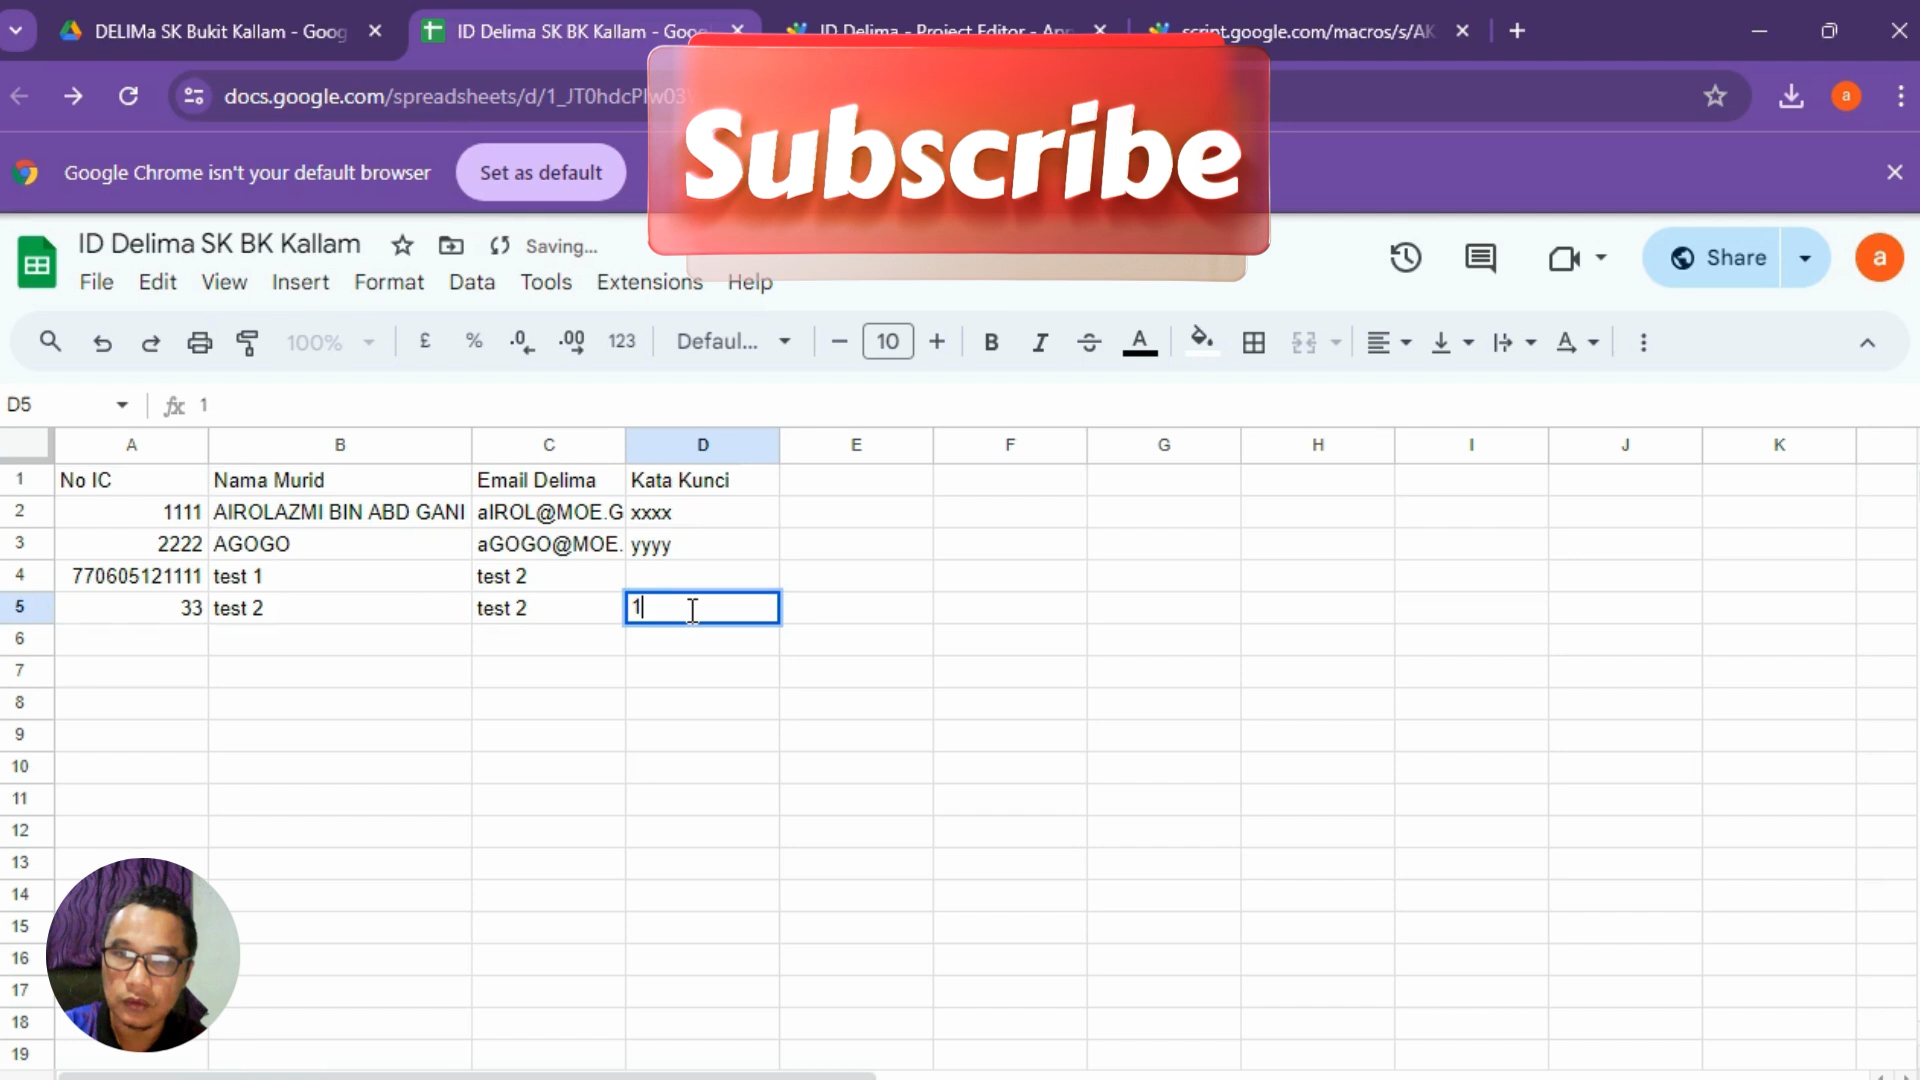 DELIMa SK Bukit Kallam - Goog
ID Delima SK BK Kallam - Goo
ID Delima - Project Editor - App
script.google.com/macros/s/AK
docs.google.com/spreadsheets/d/1_JT0hdcPlw03
Google Chrome isn't your default browser
Set as default
Subscribe
ID Delima SK BK Kallam
Saving...
File Edit View Insert Format Data Tools Extensions Help
Share
a
a
100% £ % .0 .00 123 Defaul... 10 B I S A A
D5 fx 1
A B C D E F G H I J K
1 No IC Nama Murid Email Delima Kata Kunci
2 1111 AIROLAZMI BIN ABD GANI aIROL@MOE.G xxxx
3 2222 AGOGO aGOGO@MOE. yyyy
4 770605121111 test 1 test 2
5 33 test 2 test 2 1
6
7
8
9
10
11
12
13
14
15
16
17
18
19